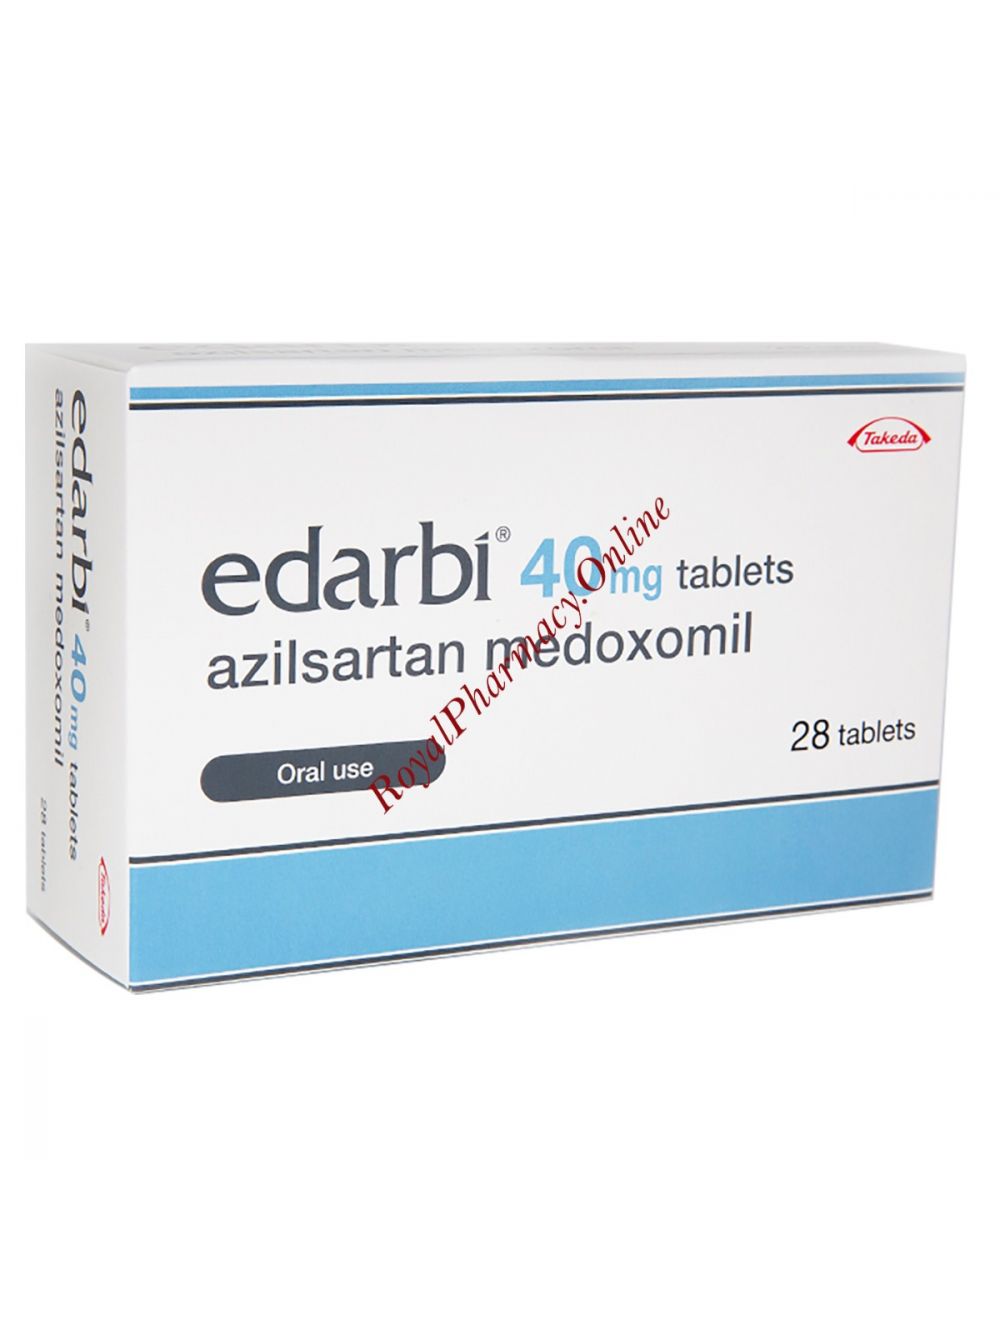 edarbi® 40mg tablets
azilsartan medoxomil
28 tablets
Oral use
Takeda
edarbi® 40mg tablets
azilsartan medoxomil
28 tablets
Takeda
RoyalPharmacy.Online